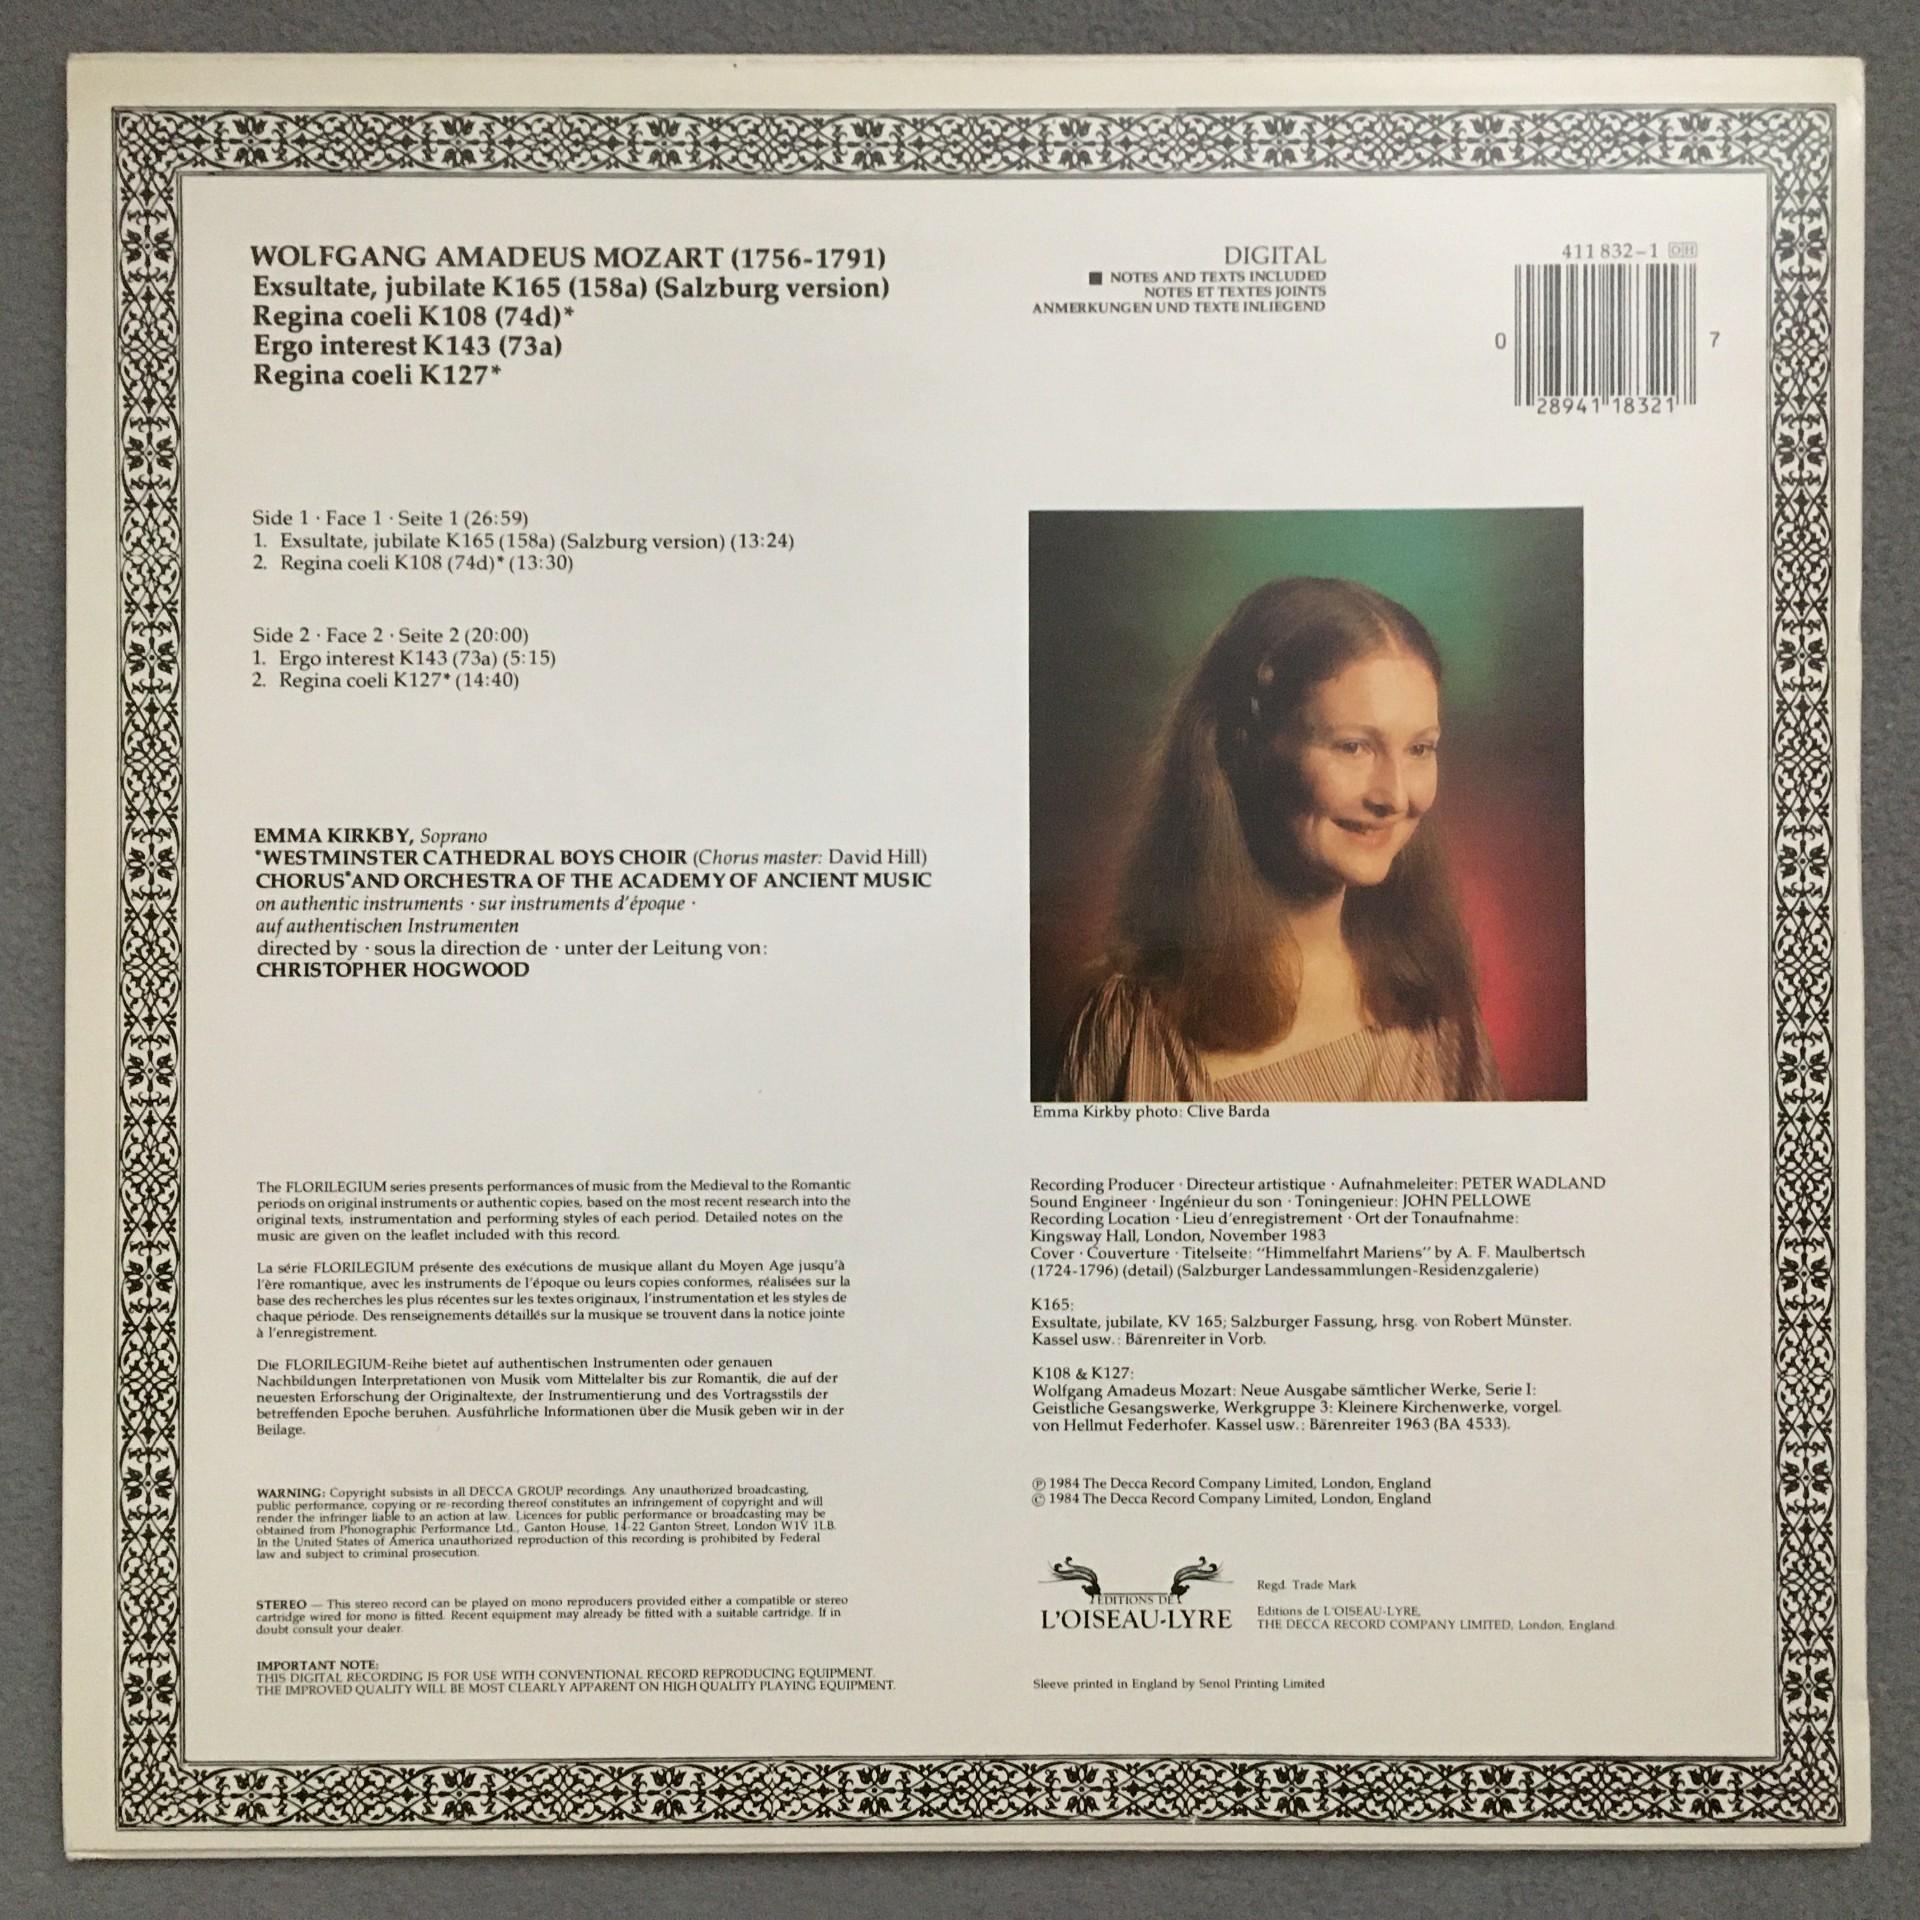 WOLFGANG AMADEUS MOZART (1756-1791)
Exsultate, jubilate K165 (158a) (Salzburg version)
Regina coeli K108 (74d)*
Ergo interest K143 (73a)
Regina coeli K127*
DIGITAL
■ NOTES AND TEXTS INCLUDED
NOTES ET TEXTES JOINTS
ANMERKUNGEN UND TEXTE INLIEGEND
411 832-1 OH
0 28941 18321 7
Side 1 · Face 1 · Seite 1 (26:59)
1. Exsultate, jubilate K165 (158a) (Salzburg version) (13:24)
2. Regina coeli K108 (74d)* (13:30)
Side 2 · Face 2 · Seite 2 (20:00)
1. Ergo interest K143 (73a) (5:15)
2. Regina coeli K127* (14:40)
EMMA KIRKBY, Soprano
*WESTMINSTER CATHEDRAL BOYS CHOIR (Chorus master: David Hill)
CHORUS* AND ORCHESTRA OF THE ACADEMY OF ANCIENT MUSIC
on authentic instruments · sur instruments d'époque ·
auf authentischen Instrumenten
directed by · sous la direction de · unter der Leitung von:
CHRISTOPHER HOGWOOD
Emma Kirkby photo: Clive Barda
The FLORILEGIUM series presents performances of music from the Medieval to the Romantic
periods on original instruments or authentic copies, based on the most recent research into the
original texts, instrumentation and performing styles of each period. Detailed notes on the
music are given on the leaflet included with this record.
La série FLORILEGIUM présente des exécutions de musique allant du Moyen Age jusqu'à
l'ère romantique, avec les instruments de l'époque ou leurs copies conformes, réalisées sur la
base des recherches les plus récentes sur les textes originaux, l'instrumentation et les styles de
chaque période. Des renseignements détaillés sur la musique se trouvent dans la notice jointe
à l'enregistrement.
Die FLORILEGIUM-Reihe bietet auf authentischen Instrumenten oder genauen
Nachbildungen Interpretationen von Musik vom Mittelalter bis zur Romantik, die auf der
neuesten Erforschung der Originaltexte, der Instrumentierung und des Vortragsstils der
betreffenden Epoche beruhen. Ausführliche Informationen über die Musik geben wir in der
Beilage.
WARNING: Copyright subsists in all DECCA GROUP recordings. Any unauthorized broadcasting,
public performance, copying or re-recording thereof constitutes an infringement of copyright and will
render the infringer liable to an action at law. Licences for public performance or broadcasting may be
obtained from Phonographic Performance Ltd., Ganton House, 14-22 Ganton Street, London W1V 1LB.
In the United States of America unauthorized reproduction of this recording is prohibited by Federal
law and subject to criminal prosecution.
STEREO — This stereo record can be played on mono reproducers provided either a compatible or stereo
cartridge wired for mono is fitted. Recent equipment may already be fitted with a suitable cartridge. If in
doubt consult your dealer.
IMPORTANT NOTE:
THIS DIGITAL RECORDING IS FOR USE WITH CONVENTIONAL RECORD REPRODUCING EQUIPMENT.
THE IMPROVED QUALITY WILL BE MOST CLEARLY APPARENT ON HIGH QUALITY PLAYING EQUIPMENT.
Recording Producer · Directeur artistique · Aufnahmeleiter: PETER WADLAND
Sound Engineer · Ingénieur du son · Toningenieur: JOHN PELLOWE
Recording Location · Lieu d'enregistrement · Ort der Tonaufnahme:
Kingsway Hall, London, November 1983
Cover · Couverture · Titelseite: "Himmelfahrt Mariens" by A. F. Maulbertsch
(1724-1796) (detail) (Salzburger Landessammlungen-Residenzgalerie)
K165:
Exsultate, jubilate, KV 165; Salzburger Fassung, hrsg. von Robert Münster.
Kassel usw.: Bärenreiter in Vorb.
K108 & K127:
Wolfgang Amadeus Mozart: Neue Ausgabe sämtlicher Werke, Serie I:
Geistliche Gesangswerke, Werkgruppe 3: Kleinere Kirchenwerke, vorgel.
von Hellmut Federhofer. Kassel usw.: Bärenreiter 1963 (BA 4533).
℗ 1984 The Decca Record Company Limited, London, England
© 1984 The Decca Record Company Limited, London, England
EDITIONS DE
L'OISEAU-LYRE
Regd. Trade Mark
Editions de L'OISEAU-LYRE,
THE DECCA RECORD COMPANY LIMITED, London, England.
Sleeve printed in England by Senol Printing Limited